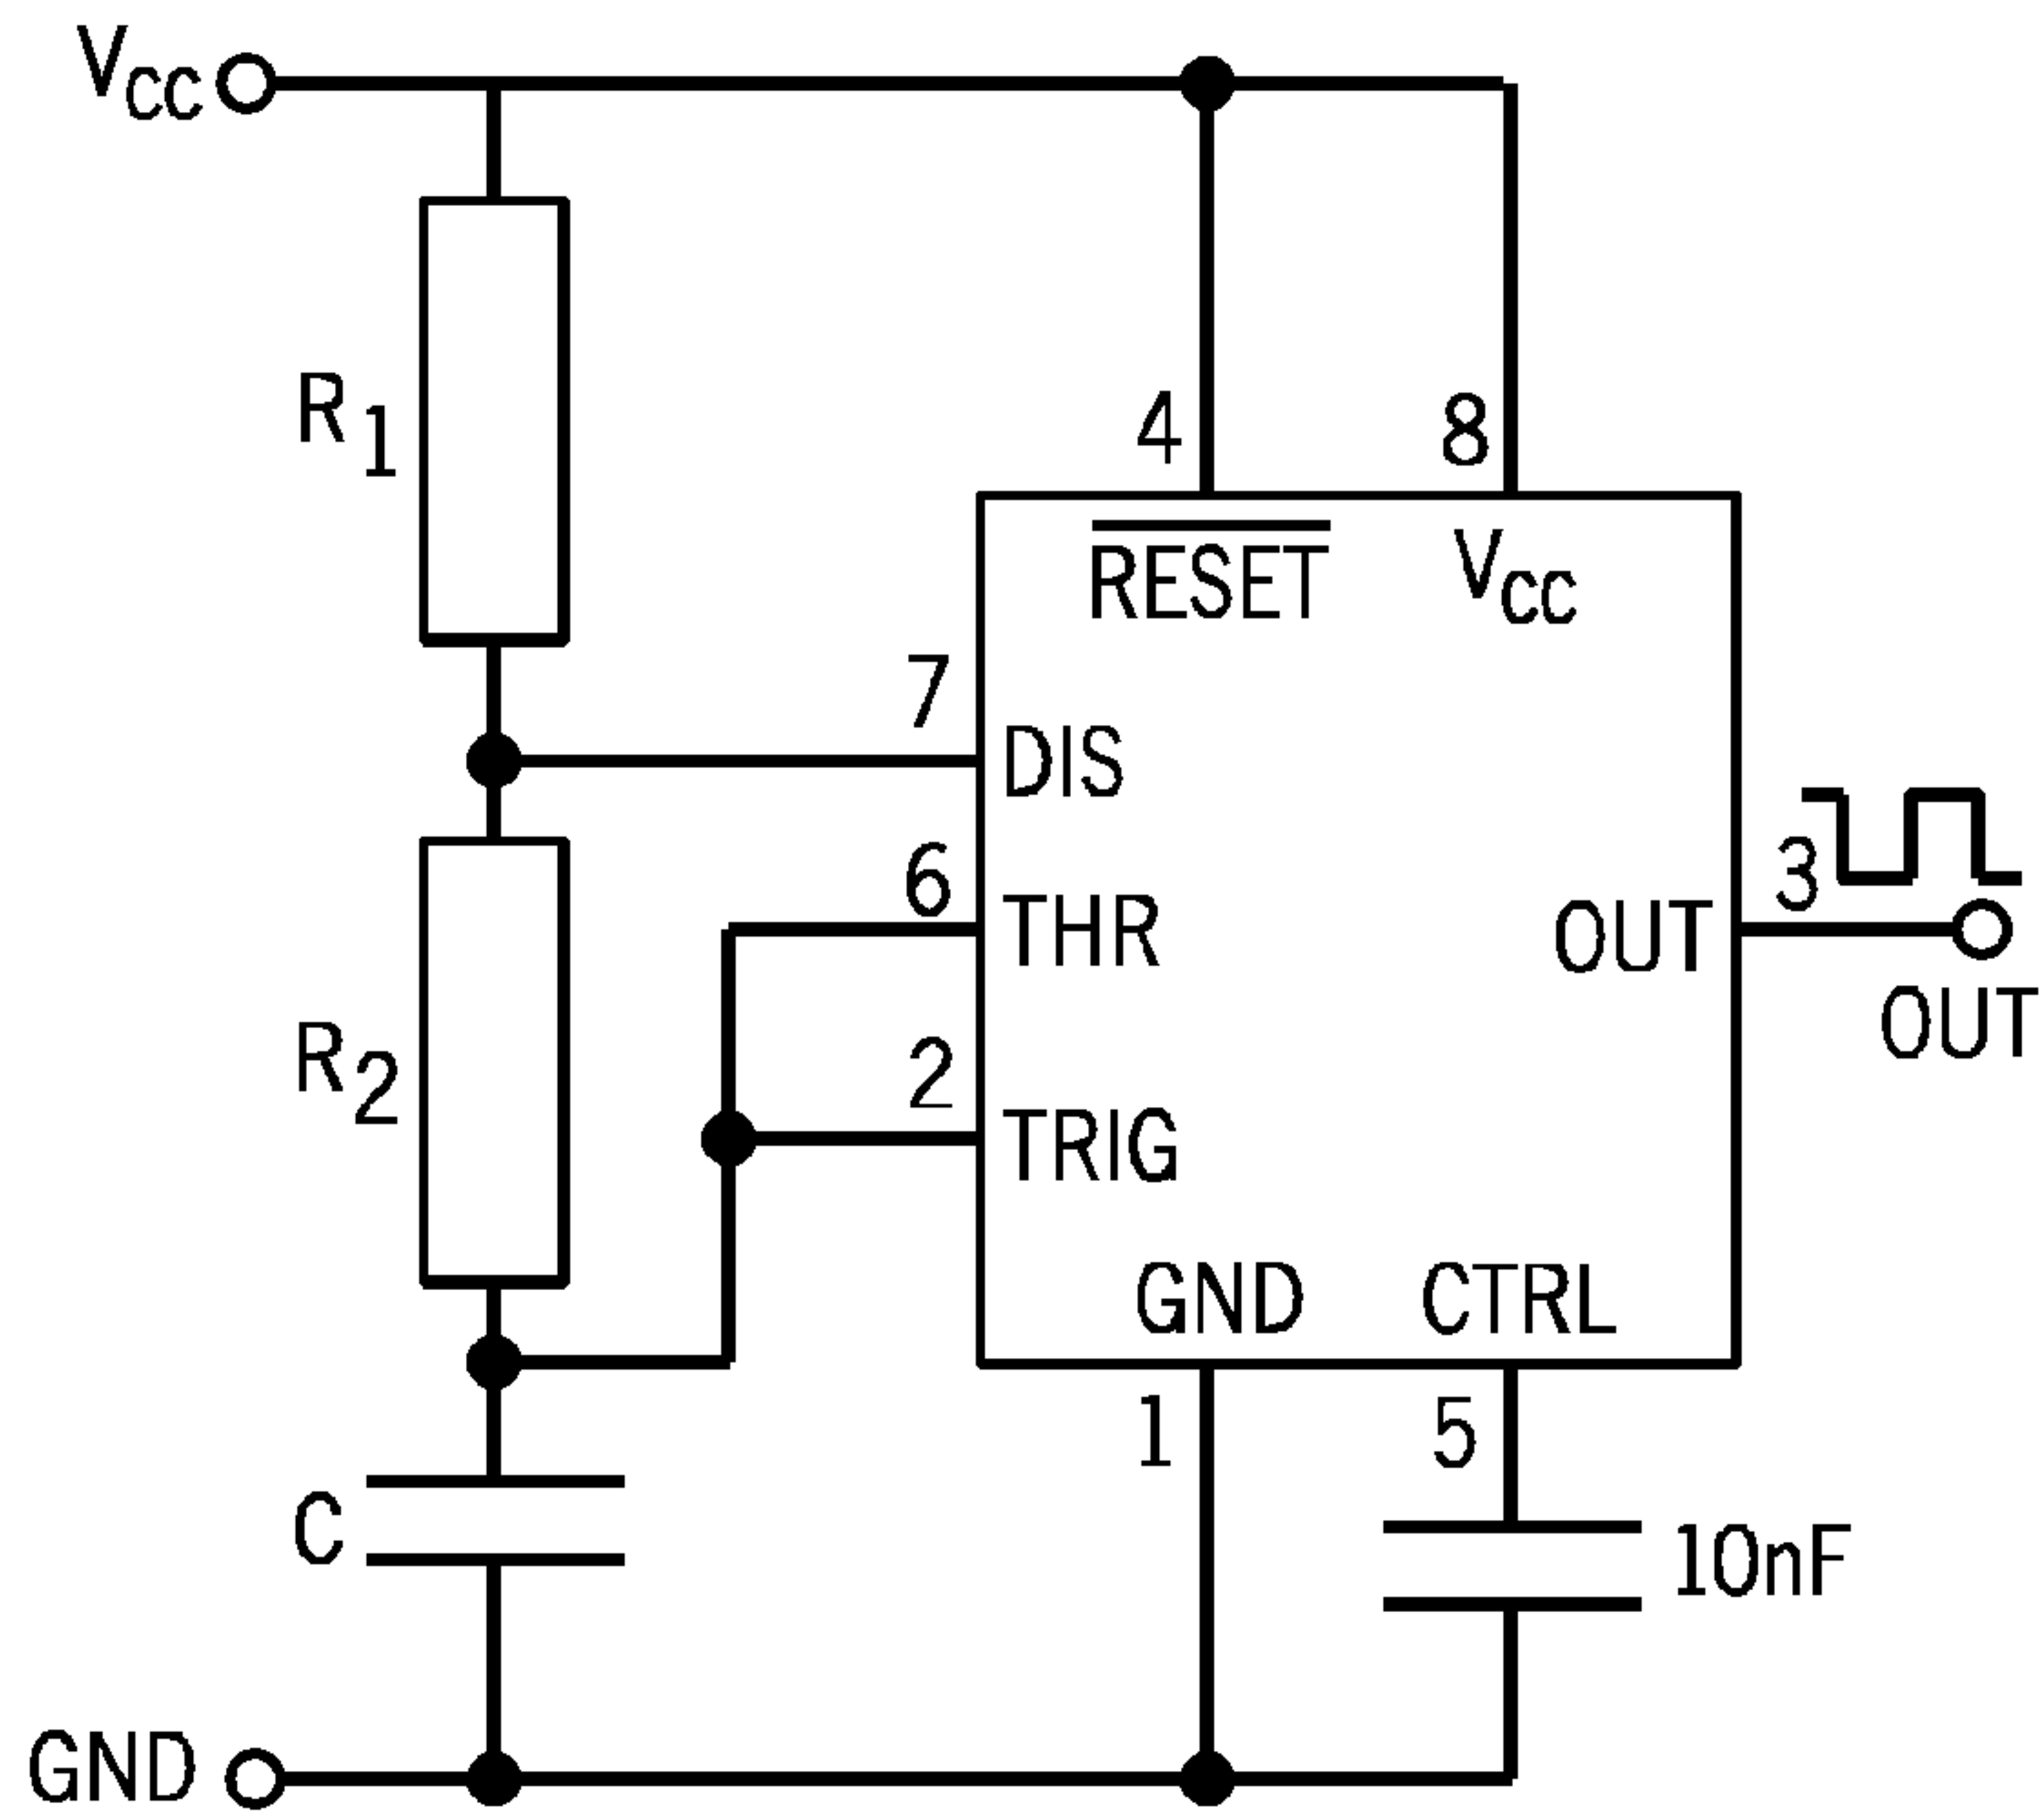 Vcc
R1
4
8
RESET
Vcc
7
DIS
6
THR
OUT
3
OUT
R2
2
TRIG
GND
CTRL
1
5
C
10nF
GND